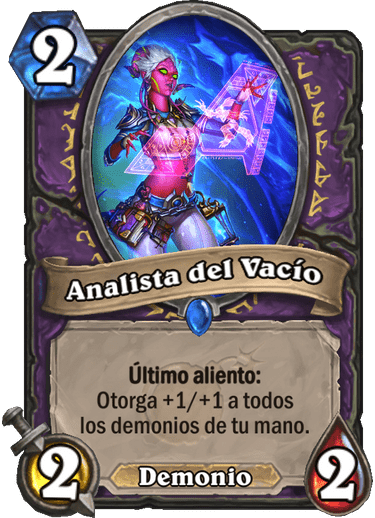 2
Analista del Vacío
Último aliento:
Otorga +1/+1 a todos
los demonios de tu mano.
2
Demonio
2